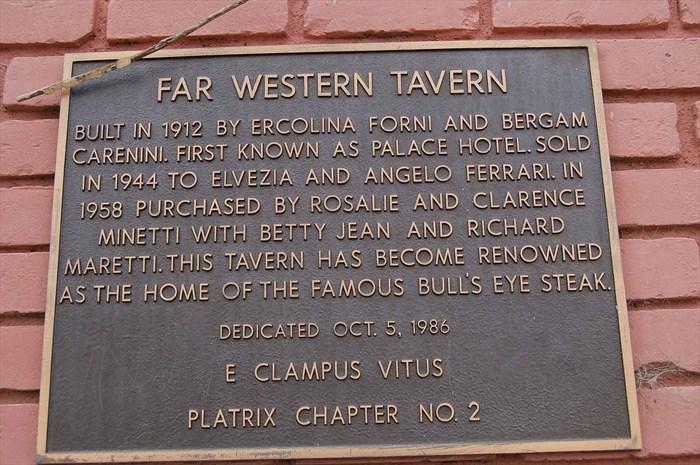 FAR WESTERN TAVERN
BUILT IN 1912 BY ERCOLINA FORNI AND BERGAM
CARENINI. FIRST KNOWN AS PALACE HOTEL. SOLD
IN 1944 TO ELVEZIA AND ANGELO FERRARI. IN
1958 PURCHASED BY ROSALIE AND CLARENCE
MINETTI WITH BETTY JEAN AND RICHARD
MARETTI. THIS TAVERN HAS BECOME RENOWNED
AS THE HOME OF THE FAMOUS BULL'S EYE STEAK.
DEDICATED OCT. 5, 1986
E CLAMPUS VITUS
PLATRIX CHAPTER NO. 2